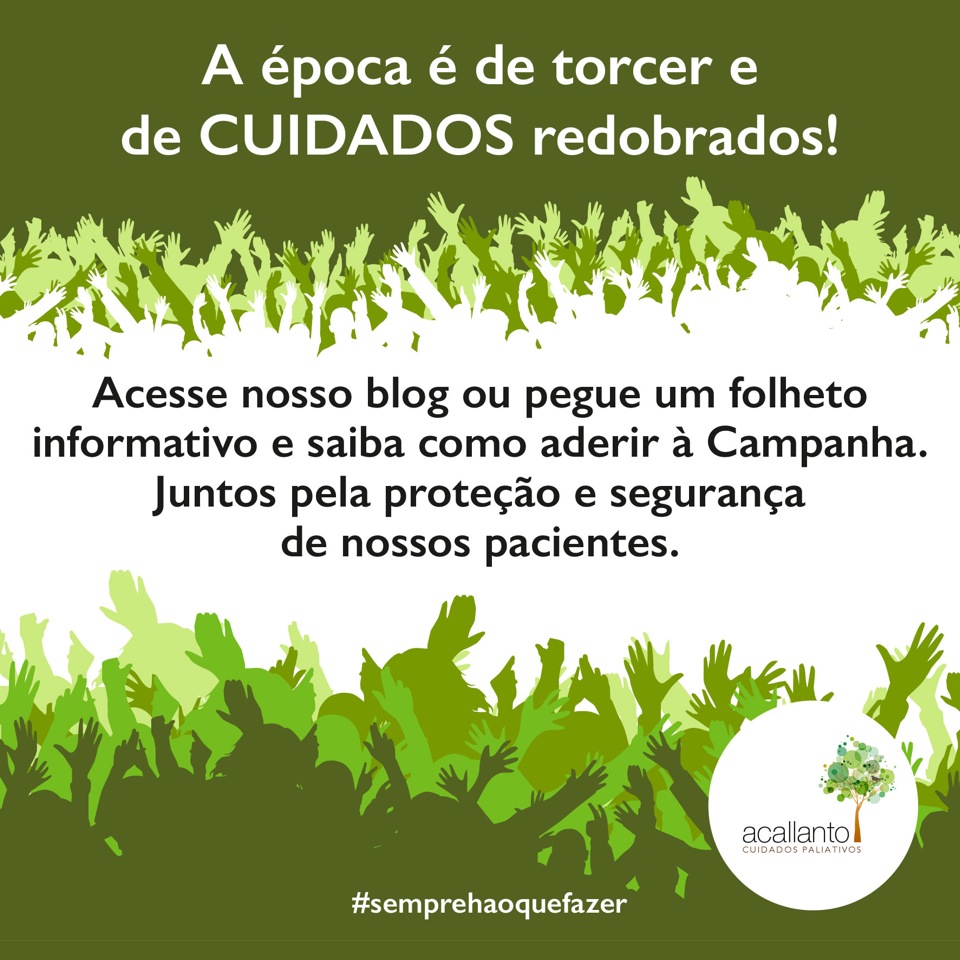 A época é de torcer e
de CUIDADOS redobrados!
Acesse nosso blog ou pegue um folheto
informativo e saiba como aderir à Campanha.
Juntos pela proteção e segurança
de nossos pacientes.
acallanto
CUIDADOS PALIATIVOS
#semprehaoquefazer